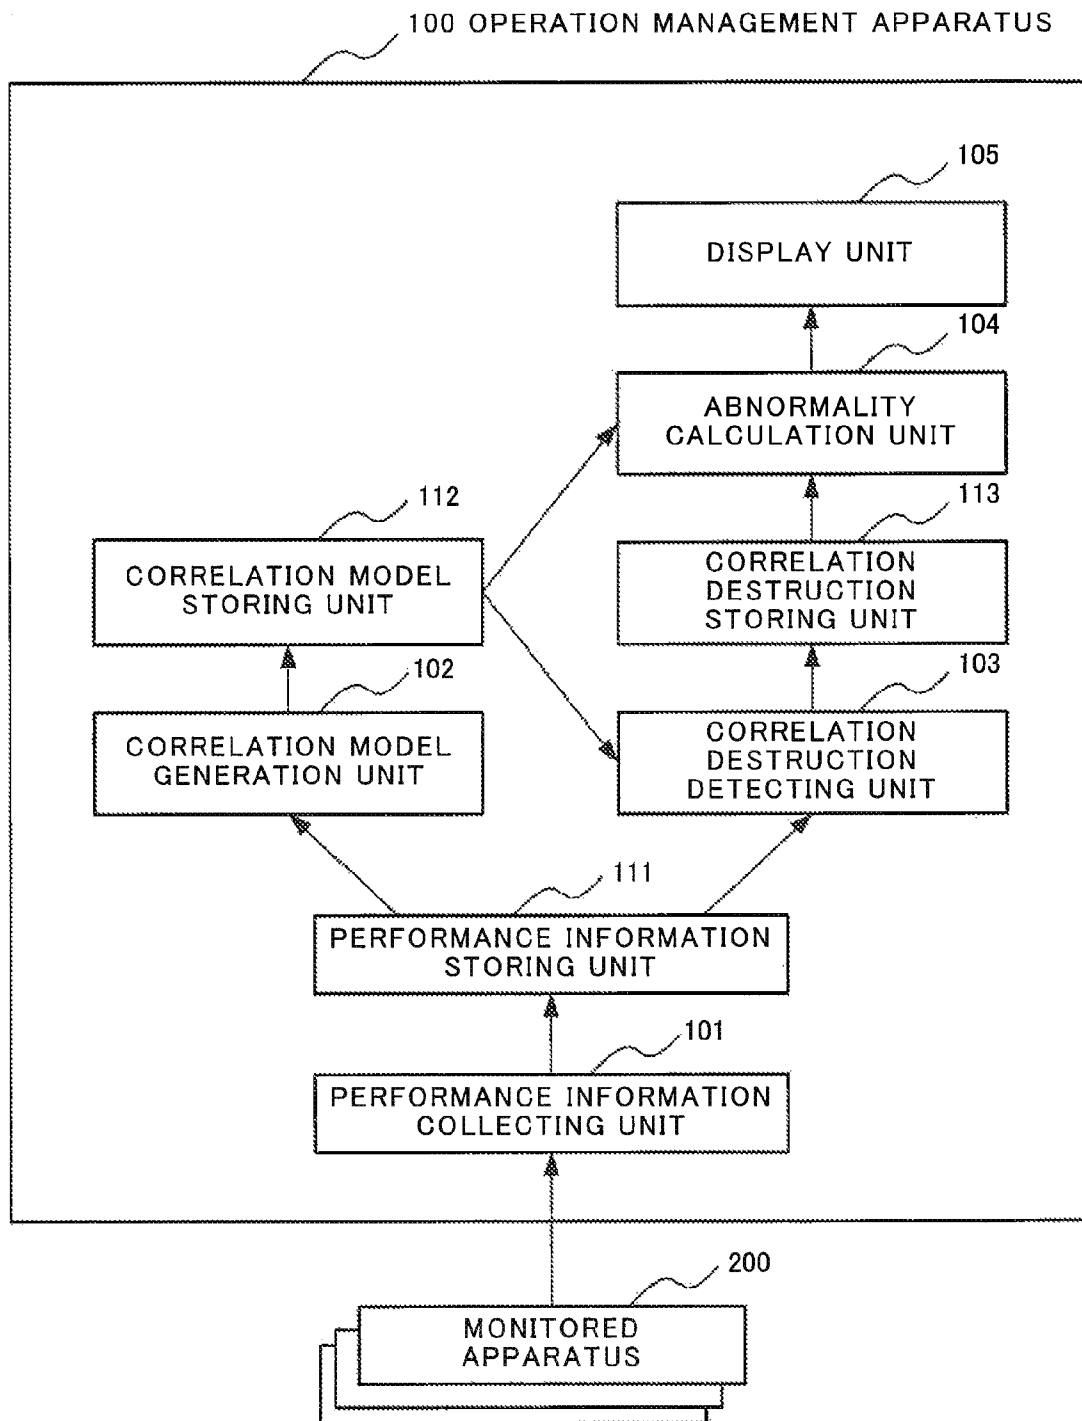 100 OPERATION MANAGEMENT APPARATUS
105
DISPLAY UNIT
104
ABNORMALITY
CALCULATION UNIT
112
CORRELATION MODEL
STORING UNIT
113
CORRELATION
DESTRUCTION
STORING UNIT
102
CORRELATION MODEL
GENERATION UNIT
103
CORRELATION
DESTRUCTION
DETECTING UNIT
111
PERFORMANCE INFORMATION
STORING UNIT
101
PERFORMANCE INFORMATION
COLLECTING UNIT
200
MONITORED
APPARATUS